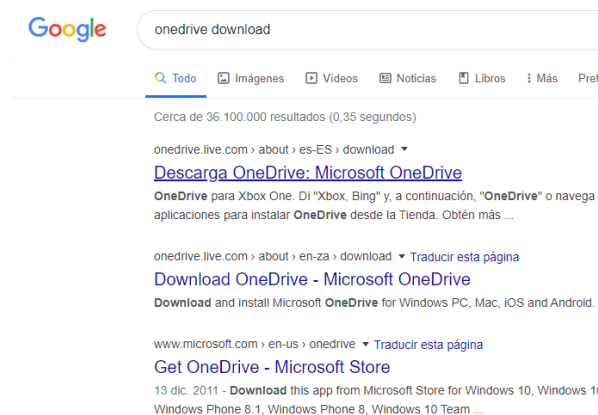 Google
onedrive download
Todo Imágenes Vídeos Noticias Libros Más
Cerca de 36.100.000 resultados (0,35 segundos)
onedrive.live.com › about › es-ES › download
Descarga OneDrive: Microsoft OneDrive
OneDrive para Xbox One. Di "Xbox, Bing" y, a continuación, "OneDrive" o navega
aplicaciones para instalar OneDrive desde la Tienda. Obtén más ...
onedrive.live.com › about › en-za › download Traducir esta página
Download OneDrive - Microsoft OneDrive
Download and install Microsoft OneDrive for Windows PC, Mac, iOS and Android.
www.microsoft.com › en-us › onedrive Traducir esta página
Get OneDrive - Microsoft Store
13 dic. 2011 - Download this app from Microsoft Store for Windows 10, Windows
Windows Phone 8.1, Windows Phone 8, Windows 10 Team ...